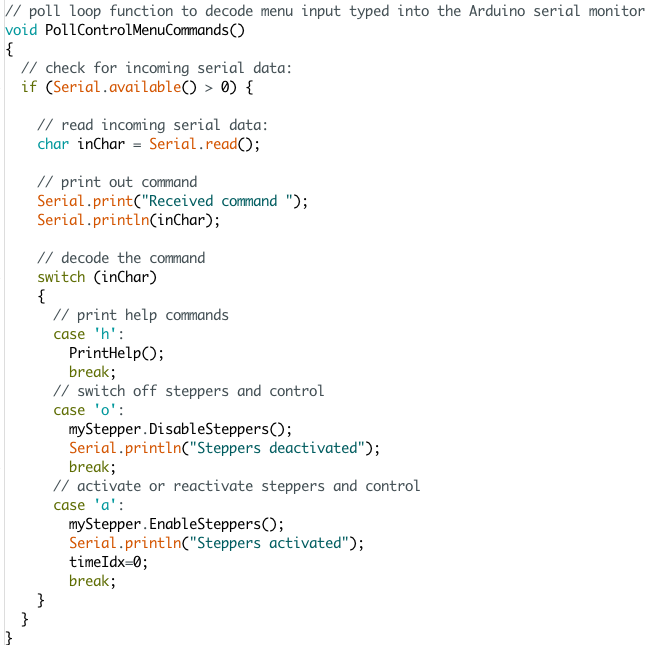 // poll loop function to decode menu input typed into the Arduino serial monitor
void PollControlMenuCommands()
{
  // check for incoming serial data:
  if (Serial.available() > 0) {

    // read incoming serial data:
    char inChar = Serial.read();

    // print out command
    Serial.print("Received command ");
    Serial.println(inChar);

    // decode the command
    switch (inChar)
    {
      // print help commands
      case 'h':
        PrintHelp();
        break;
      // switch off steppers and control
      case 'o':
        myStepper.DisableSteppers();
        Serial.println("Steppers deactivated");
        break;
      // activate or reactivate steppers and control
      case 'a':
        myStepper.EnableSteppers();
        Serial.println("Steppers activated");
        timeIdx=0;
        break;
    }
  }
}